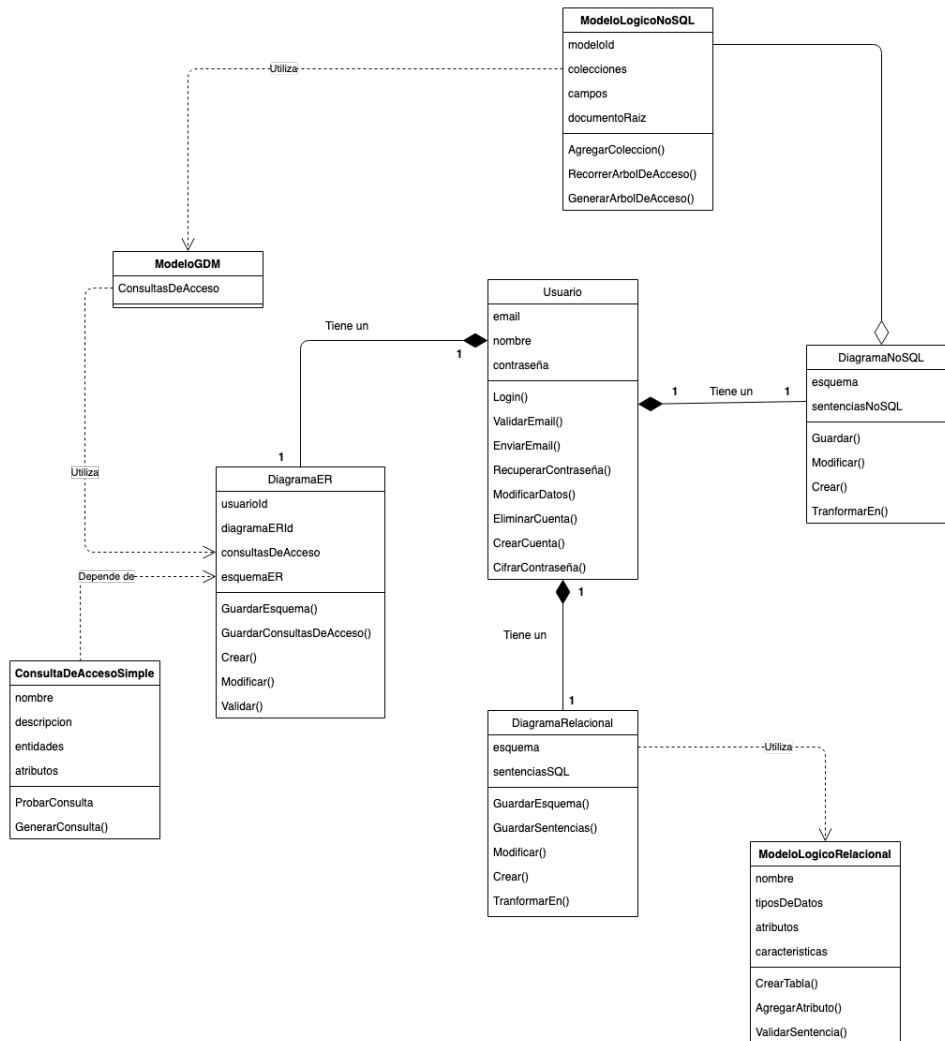 ModeloLogicoNoSQL
modeloId
colecciones
campos
documentoRaiz
AgregarColeccion()
RecorrerArbolDeAcceso()
GenerarArbolDeAcceso()
Utiliza
ModeloGDM
ConsultasDeAcceso
Usuario
email
nombre
contraseña
Login()
ValidarEmail()
EnviarEmail()
RecuperarContraseña()
ModificarDatos()
EliminarCuenta()
CrearCuenta()
CifrarContraseña()
Tiene un
1
1
1
Tiene un
1
DiagramaNoSQL
esquema
sentenciasNoSQL
Guardar()
Modificar()
Crear()
TranformarEn()
Utiliza
DiagramaER
usuarioId
diagramaERId
consultasDeAcceso
esquemaER
GuardarEsquema()
GuardarConsultasDeAcceso()
Crear()
Modificar()
Validar()
Depende de
ConsultaDeAccesoSimple
nombre
descripcion
entidades
atributos
ProbarConsulta
GenerarConsulta()
1
Tiene un
1
DiagramaRelacional
esquema
sentenciasSQL
GuardarEsquema()
GuardarSentencias()
Modificar()
Crear()
TranformarEn()
Utiliza
ModeloLogicoRelacional
nombre
tiposDeDatos
atributos
caracteristicas
CrearTabla()
AgregarAtributo()
ValidarSentencia()